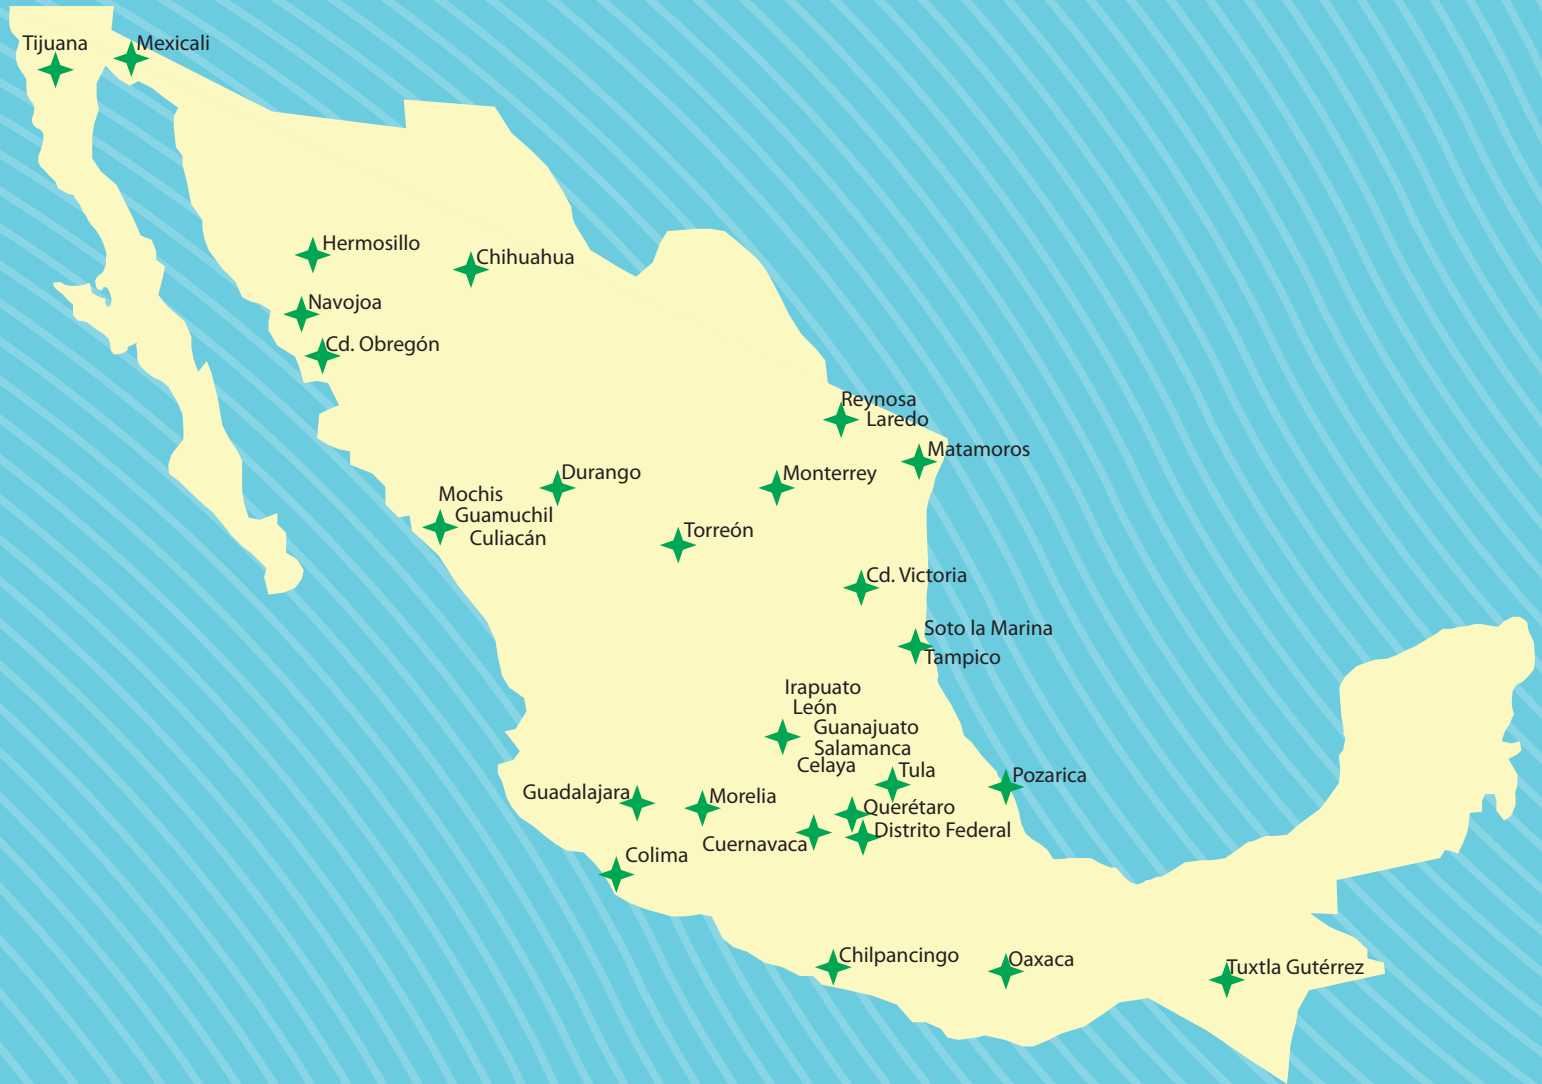 Tijuana
Mexicali
Hermosillo
Chihuahua
Navojoa
Cd. Obregón
Reynosa
Laredo
Matamoros
Durango
Monterrey
Mochis
Guamuchil
Culiacán
Torreón
Cd. Victoria
Soto la Marina
Tampico
Irapuato
León
Guanajuato
Salamanca
Celaya
Tula
Pozarica
Guadalajara
Morelia
Querétaro
Distrito Federal
Cuernavaca
Colima
Chilpancingo
Oaxaca
Tuxtla Gutérrez